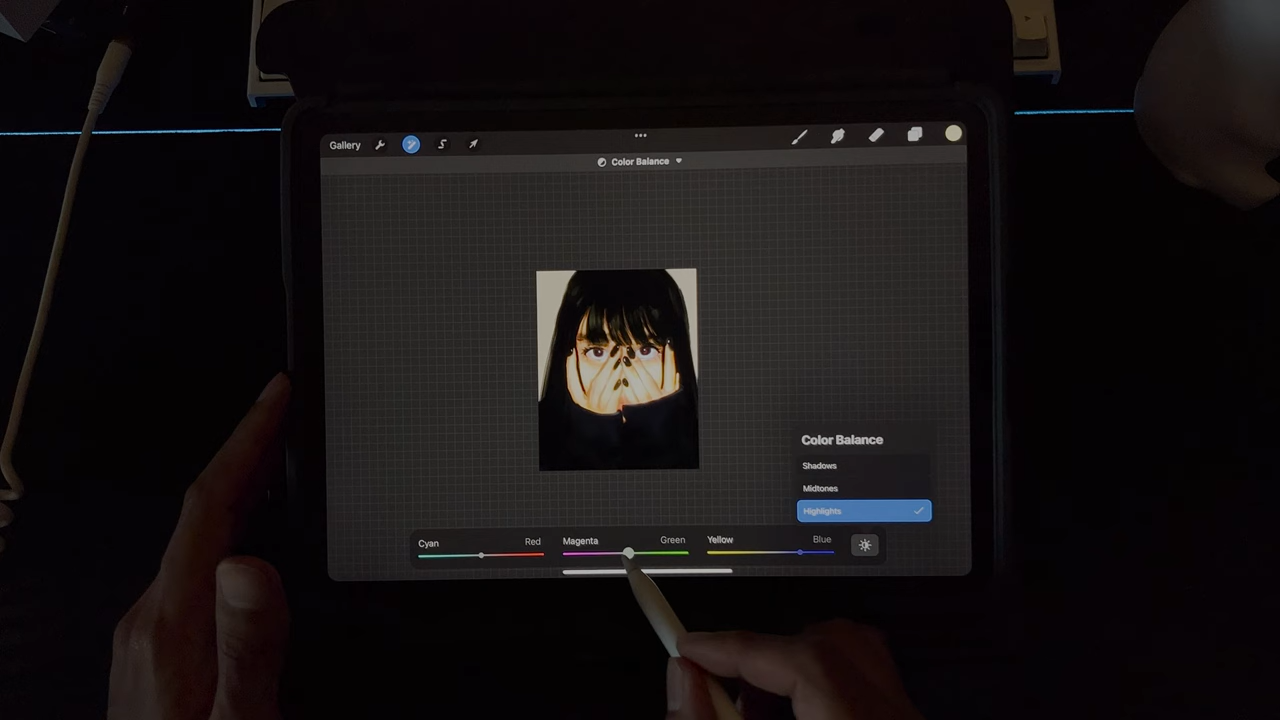 Gallery
Color Balance
Color Balance
Shadows
Midtones
Highlights
Cyan Red Magenta Green Yellow Blue